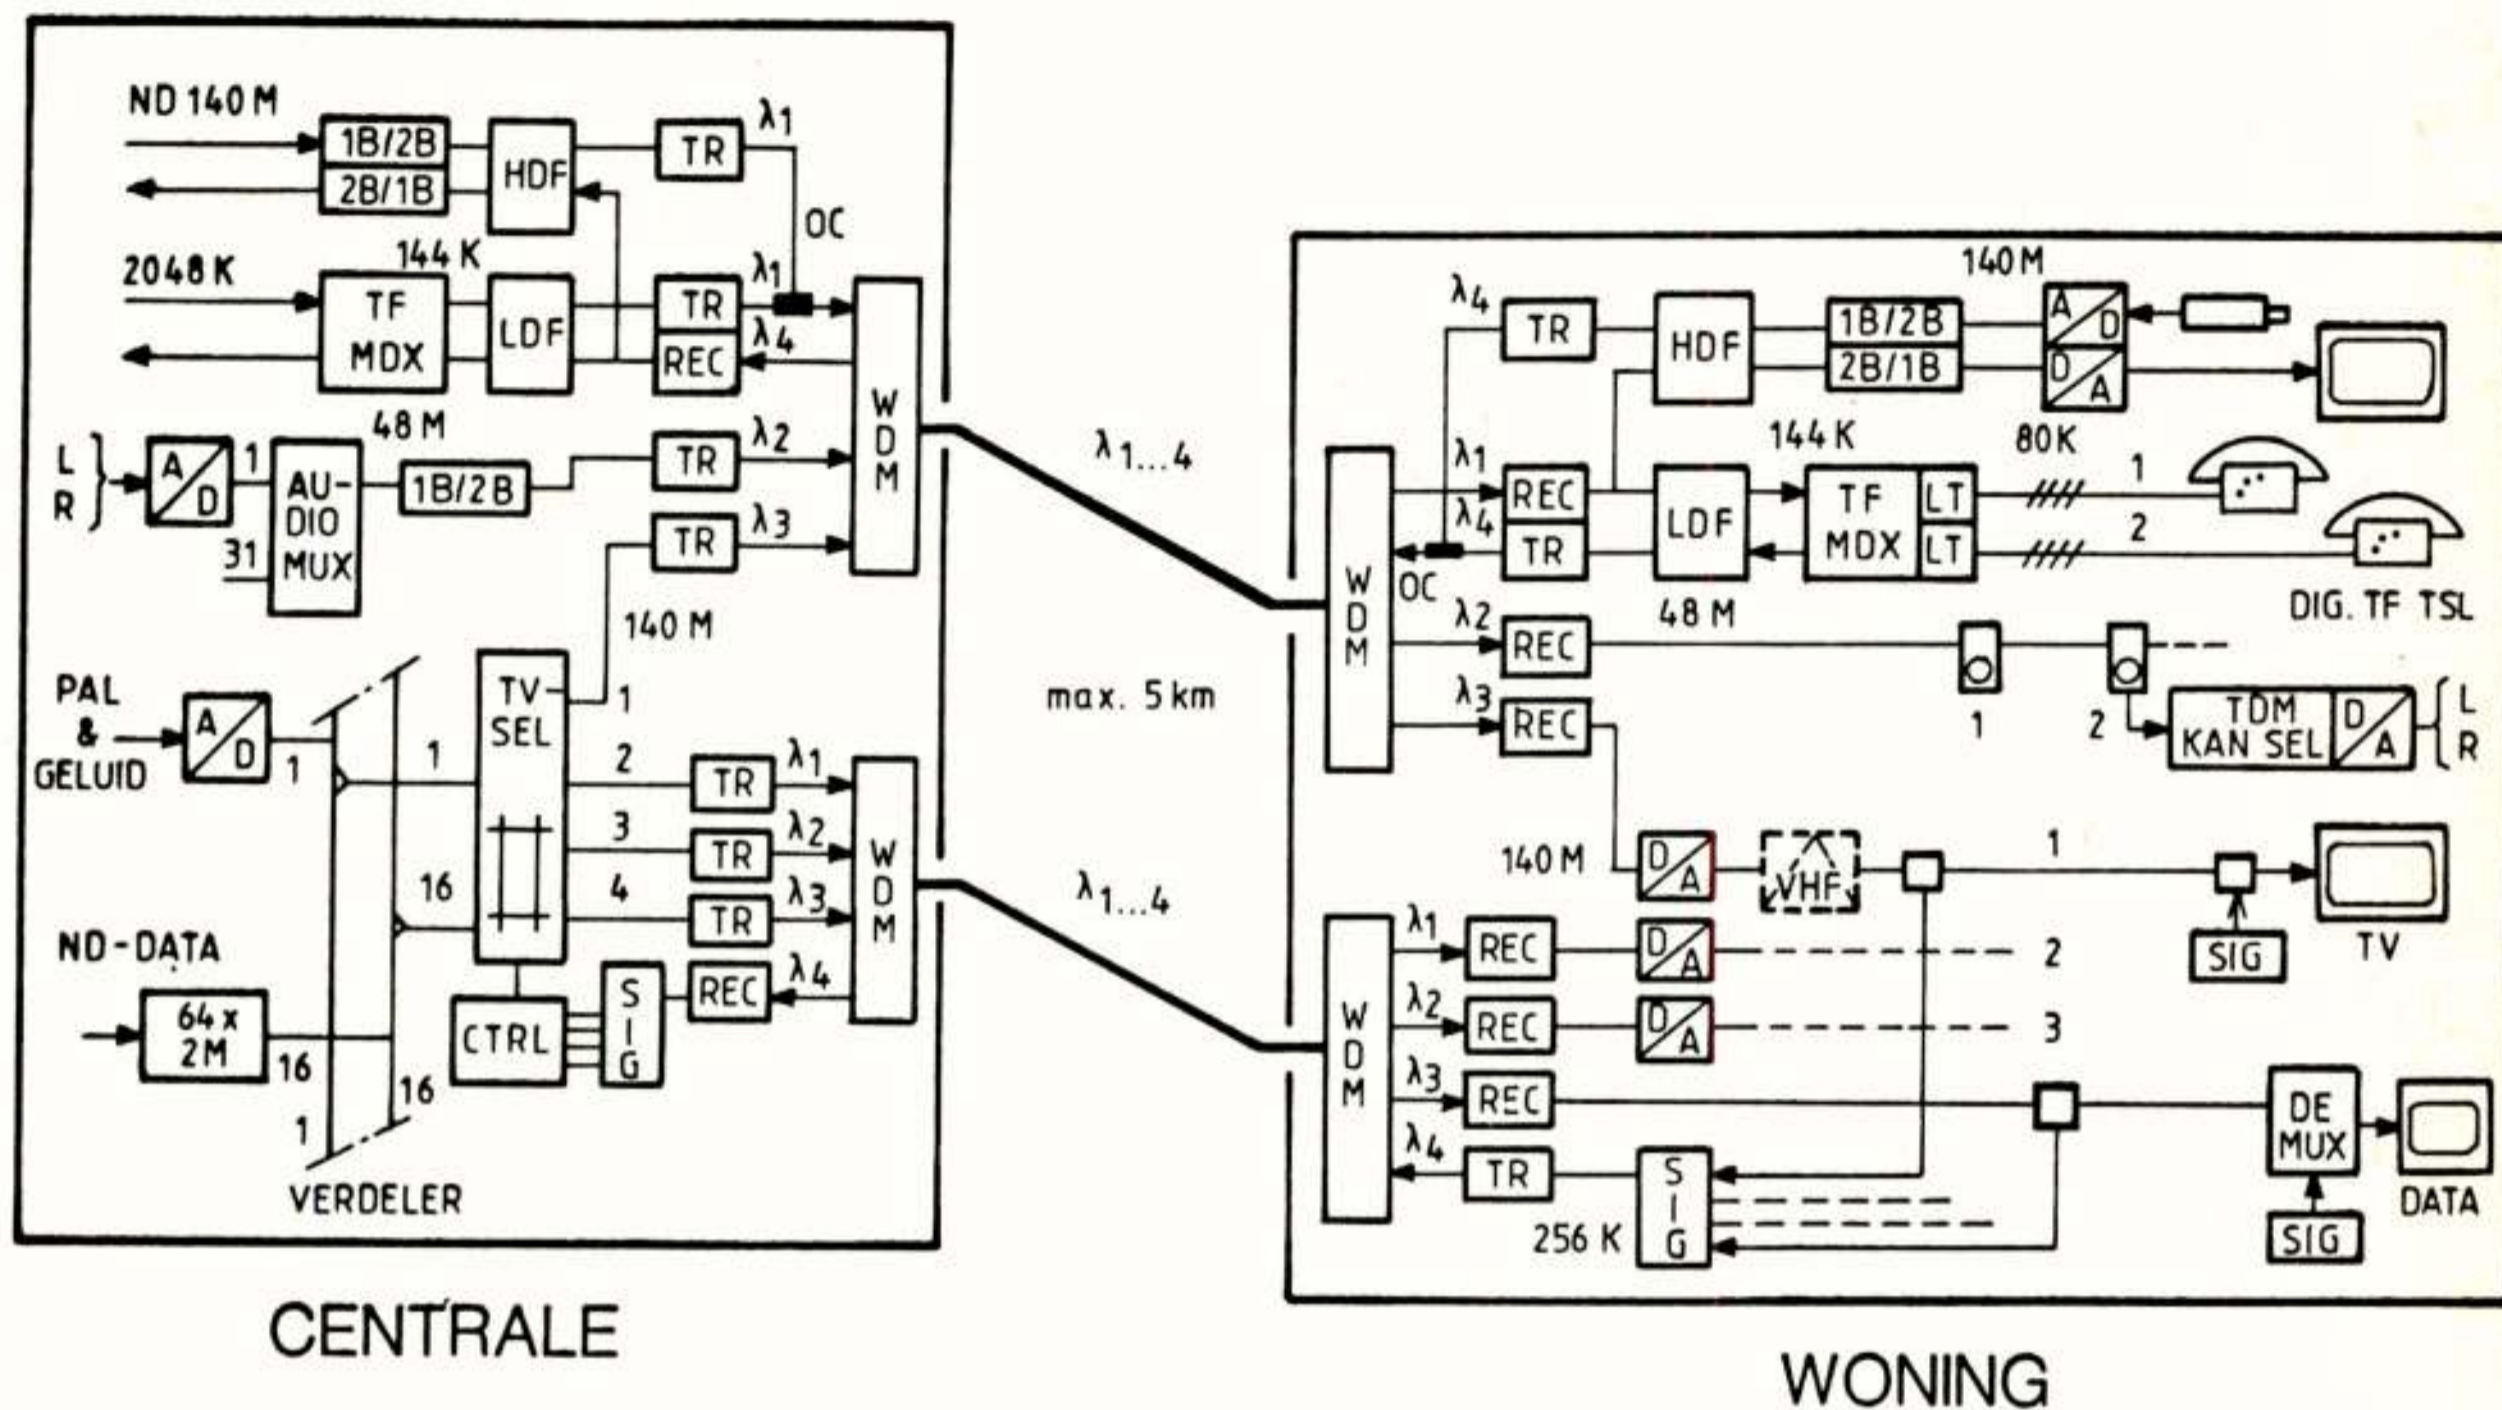 ND 140 M
1B/2B
2B/1B
HDF
TR
λ1
OC
2048 K
144 K
TF
MDX
LDF
TR
REC
λ1
λ4
W
D
M
L
R
A
D
1
31
AU-
DIO
MUX
48 M
1B/2B
TR
λ2
TR
λ3
140 M
PAL
&
GELUID
A
D
1
1
16
TV-
SEL
1
2
3
4
TR
λ1
TR
λ2
TR
λ3
REC
λ4
W
D
M
ND-DATA
64 x
2M
16
1
16
VERDELER
CTRL
S
I
G
CENTRALE
λ1...4
max. 5 km
λ1...4
140 M
λ4
TR
HDF
1B/2B
2B/1B
A
D
D
A
W
D
M
λ1
REC
λ4
TR
OC
LDF
144 K
TF
MDX
LT
LT
80K
1
2
DIG. TF TSL
λ2
REC
48 M
1
2
TDM
KAN SEL
D
A
L
R
λ3
REC
140 M
D
A
VHF
1
SIG
TV
W
D
M
λ1
REC
D
A
2
λ2
REC
D
A
3
λ3
REC
DE
MUX
DATA
SIG
λ4
TR
256 K
S
I
G
WONING